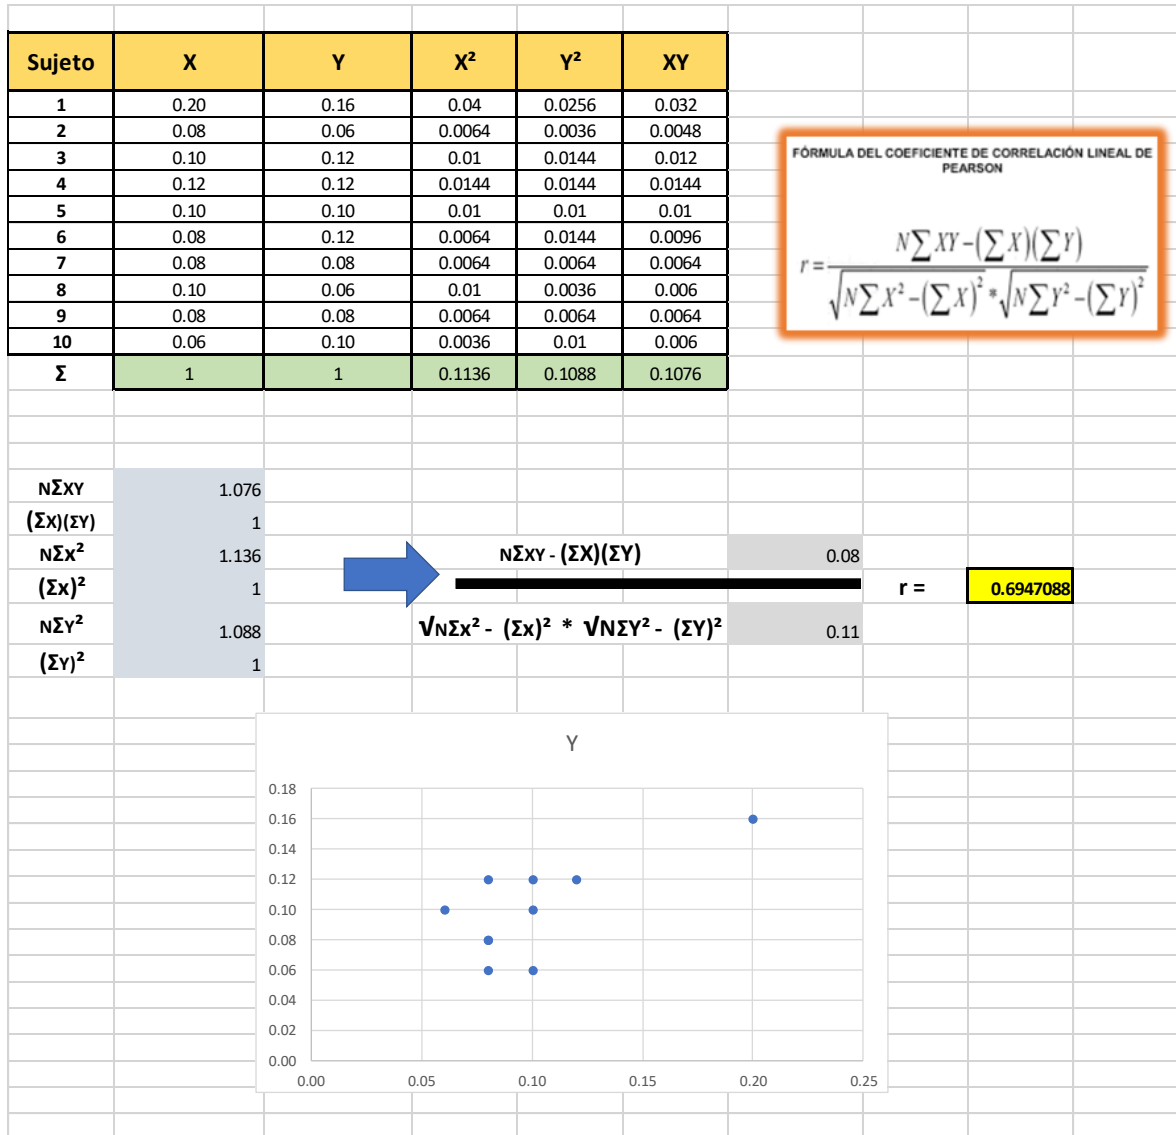 Sujeto X Y X² Y² XY
1 0.20 0.16 0.04 0.0256 0.032
2 0.08 0.06 0.0064 0.0036 0.0048
3 0.10 0.12 0.01 0.0144 0.012
4 0.12 0.12 0.0144 0.0144 0.0144
5 0.10 0.10 0.01 0.01 0.01
6 0.08 0.12 0.0064 0.0144 0.0096
7 0.08 0.08 0.0064 0.0064 0.0064
8 0.10 0.06 0.01 0.0036 0.006
9 0.08 0.08 0.0064 0.0064 0.0064
10 0.06 0.10 0.0036 0.01 0.006
Σ 1 1 0.1136 0.1088 0.1076
FÓRMULA DEL COEFICIENTE DE CORRELACIÓN LINEAL DE
PEARSON
r = N∑XY-(∑X)(∑Y)
√N∑X²-(∑X)² *√N∑Y²-(∑Y)²
NΣXY 1.076
(Σx)(ΣY) 1
NΣx² 1.136
(Σx)² 1
NΣY² 1.088
(ΣY)² 1
NΣXY - (ΣX)(ΣY) 0.08
r = 0.6947088
√NΣx² - (Σx)² * √NΣY² - (ΣY)² 0.11
Y
0.18
0.16
0.14
0.12
0.10
0.08
0.06
0.04
0.02
0.00
0.00 0.05 0.10 0.15 0.20 0.25